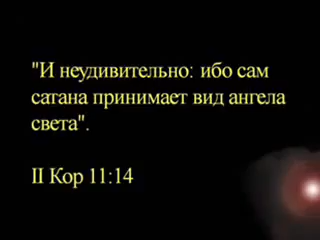 "И неудивительно: ибо сам
сатана принимает вид ангела
света".
II Кор 11:14